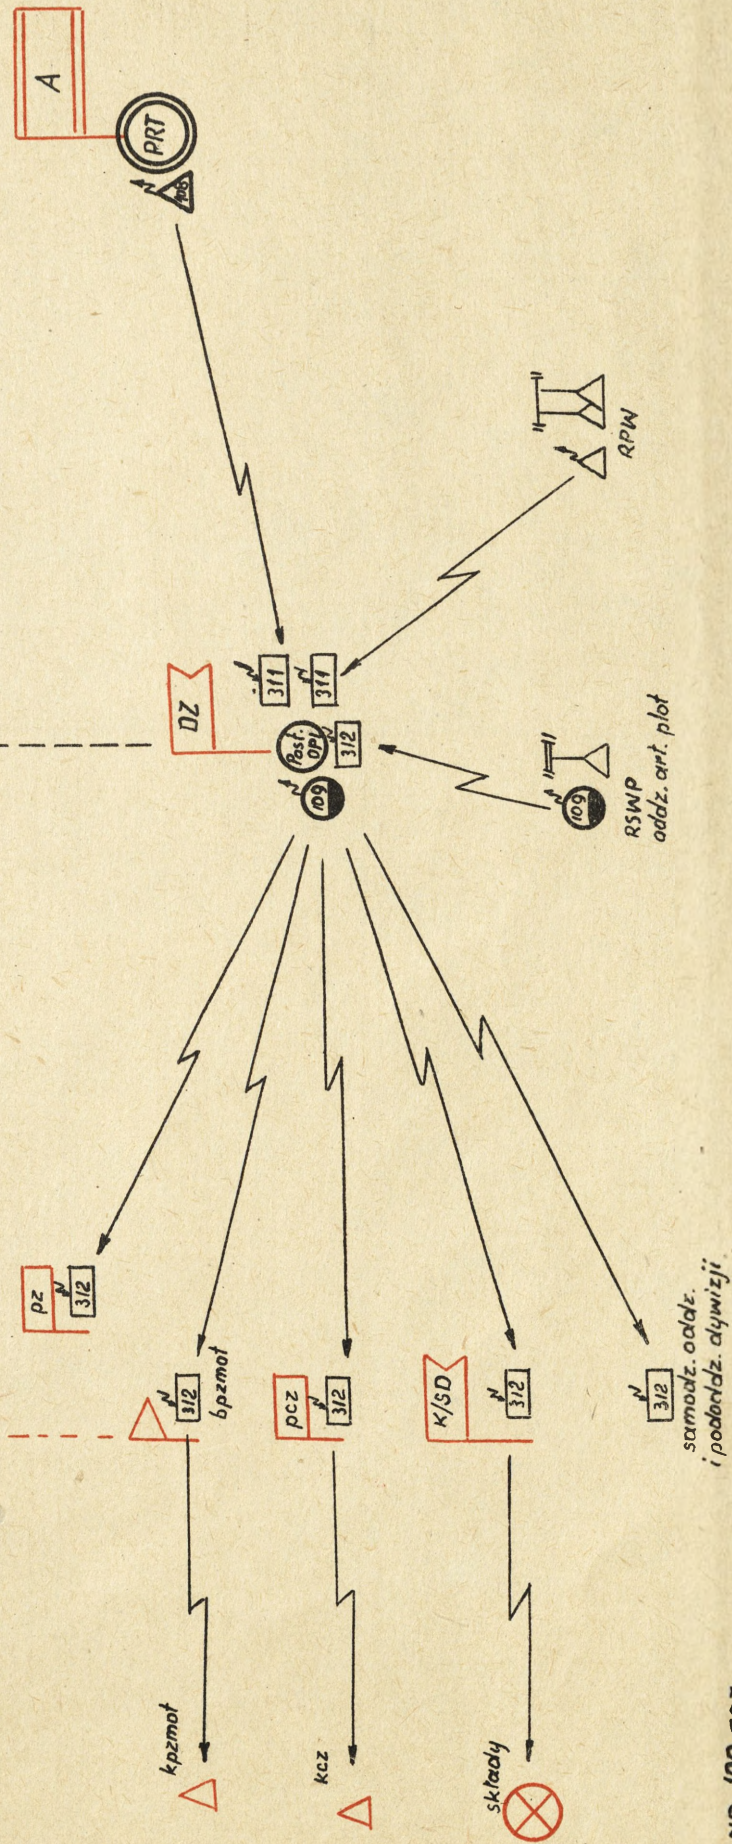 A
PRT
108
DZ
311
311
Post.
OPL
312
109
RPW
109
RSWP
oddz. art. plot
pz
312
312
bpzmot
pcz
312
K/SD
312
312
samodz. oddz.
i pododdz. dywizji
kpzmot
kcz
składy